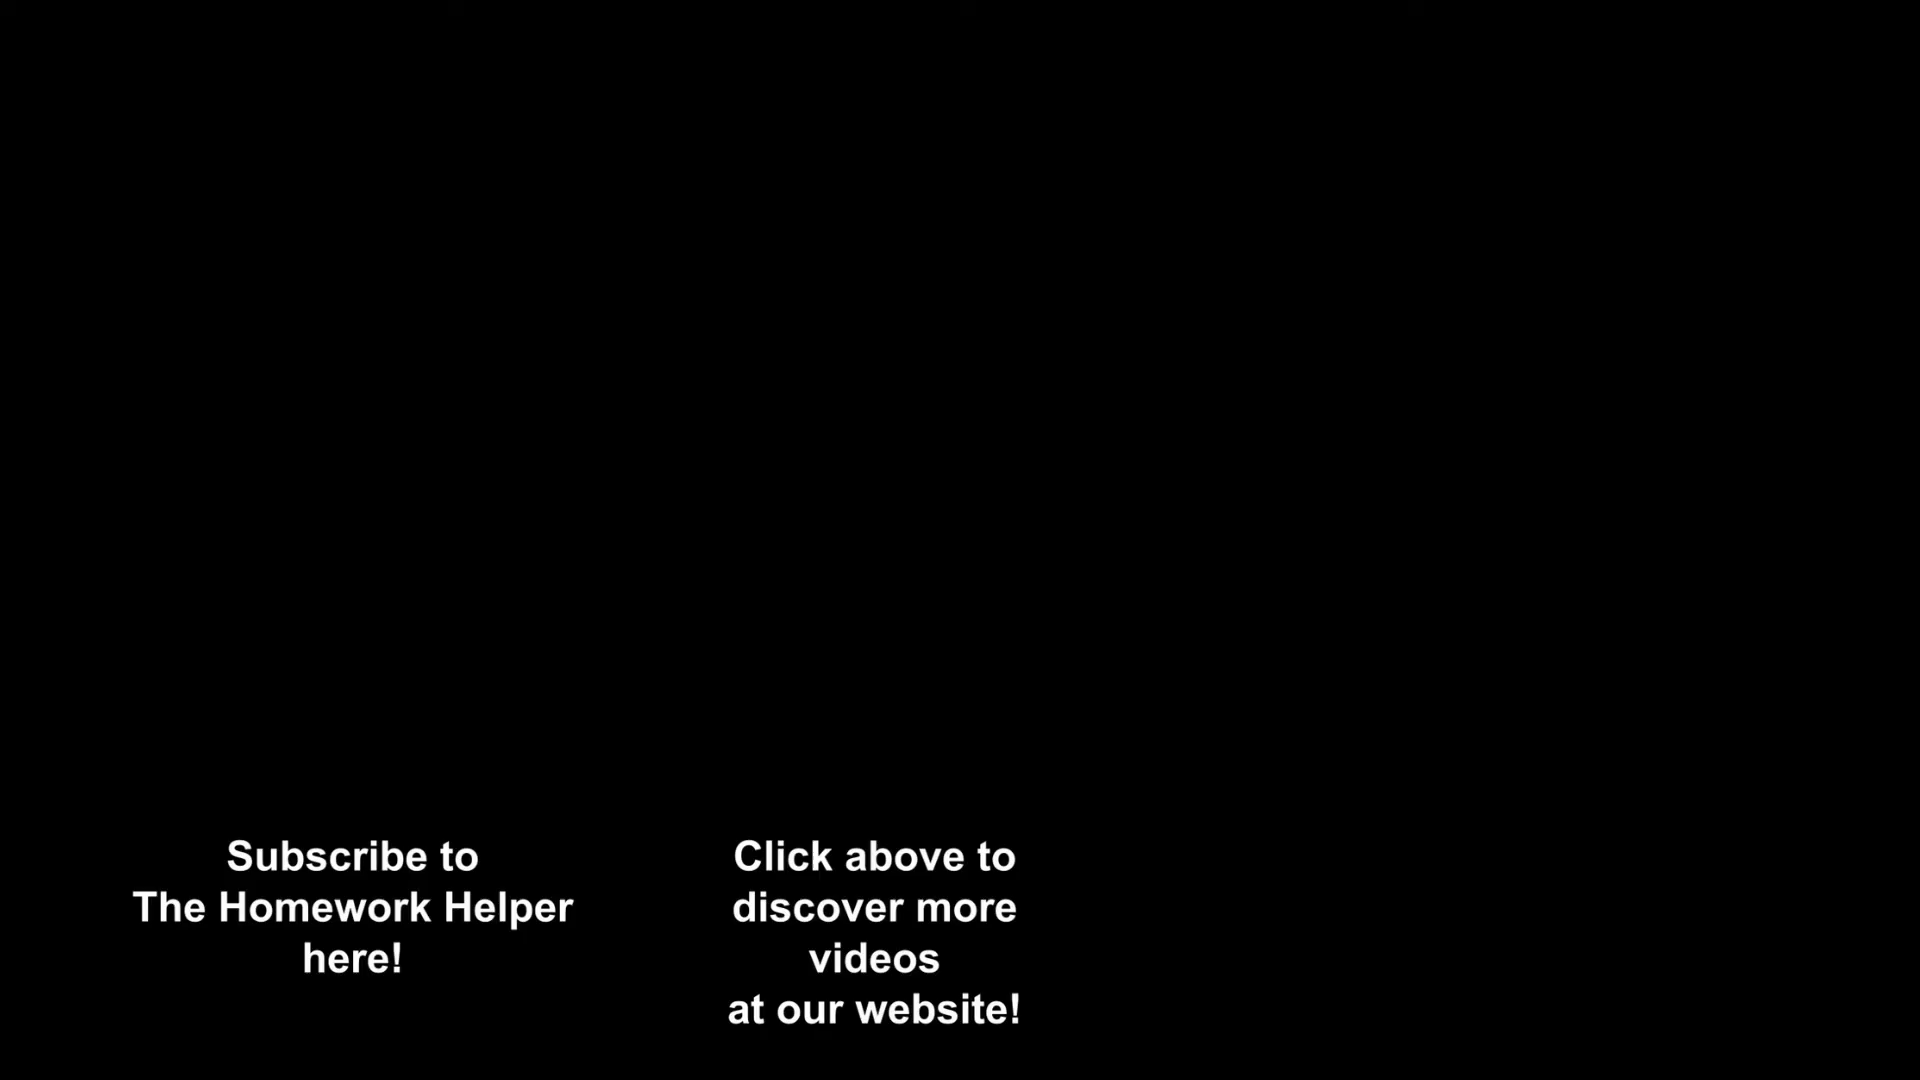 Subscribe to
The Homework Helper
here!
Click above to
discover more
videos
at our website!